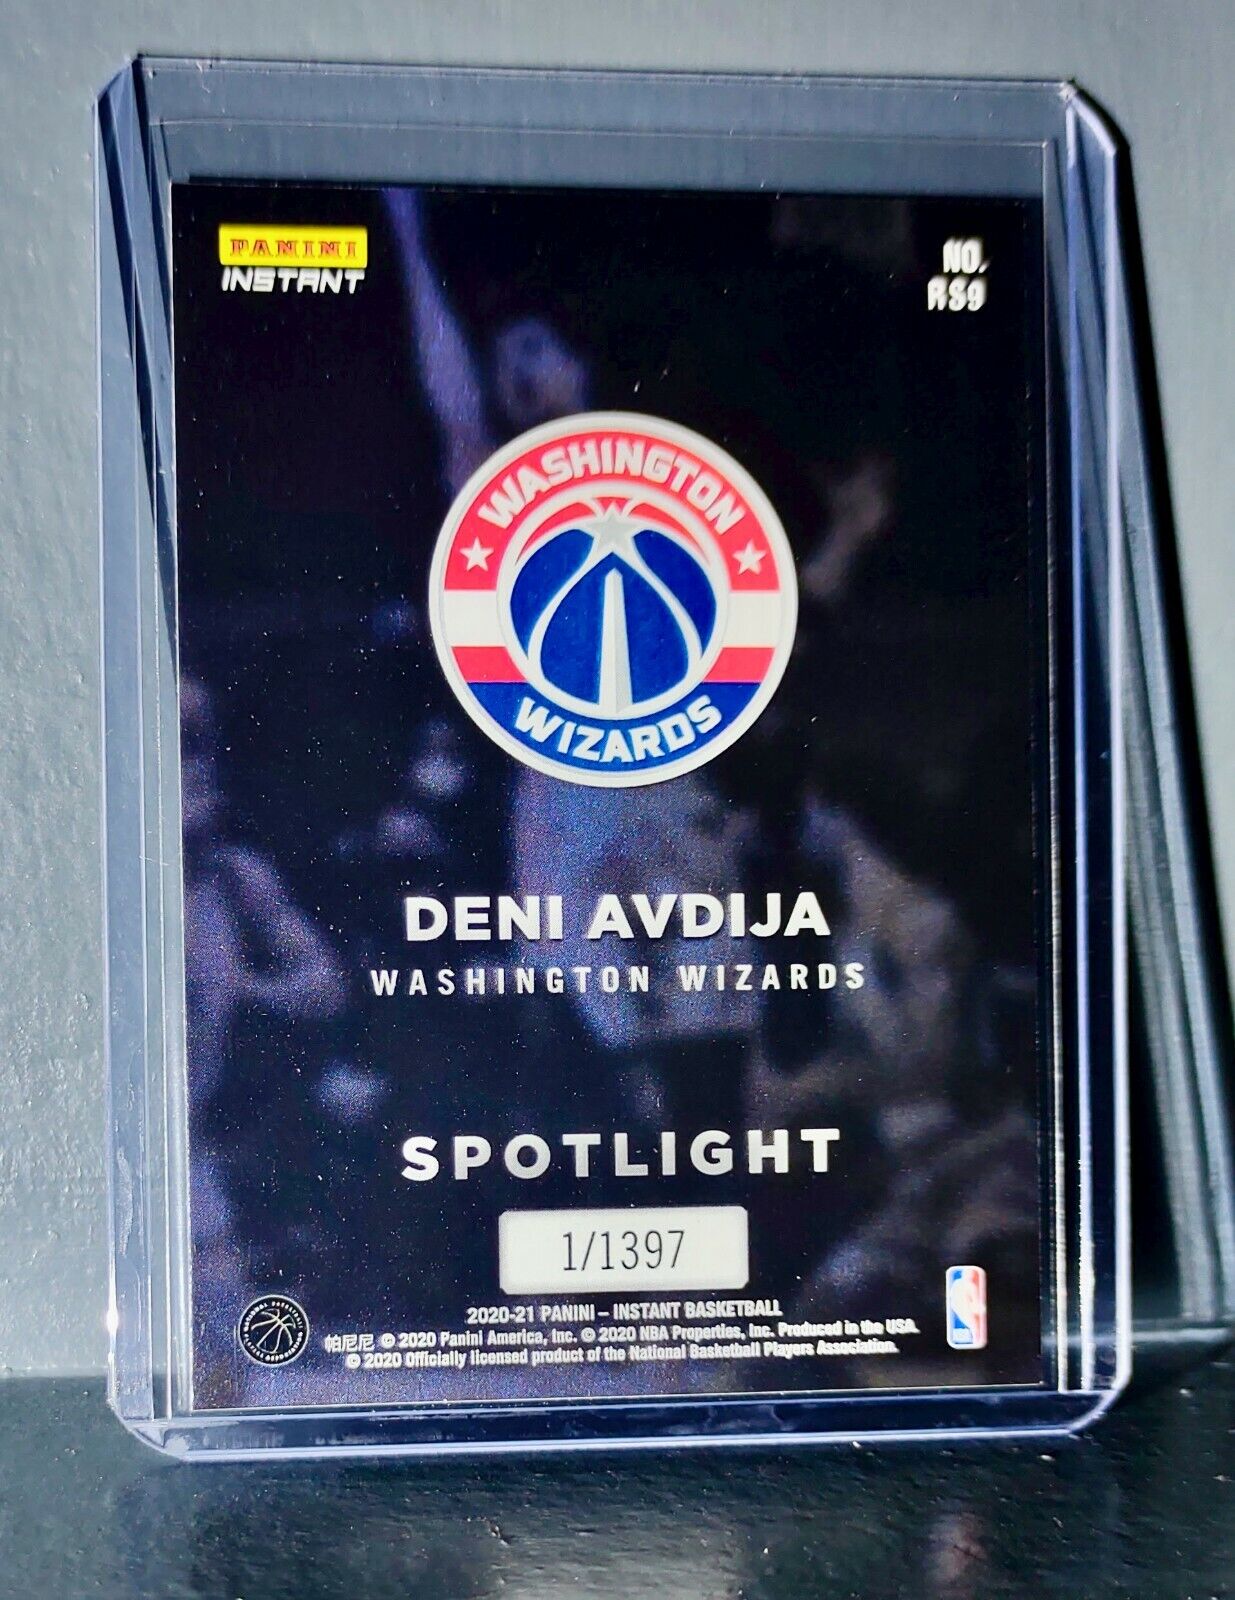 PANINI
INSTANT
NO.
RS9
WASHINGTON
WIZARDS
DENI AVDIJA
WASHINGTON WIZARDS
SPOTLIGHT
1/1397
2020-21 PANINI – INSTANT BASKETBALL
帕尼尼 © 2020 Panini America, Inc. © 2020 NBA Properties, Inc. Produced in the USA.
© 2020 Officially licensed product of the National Basketball Players Association.